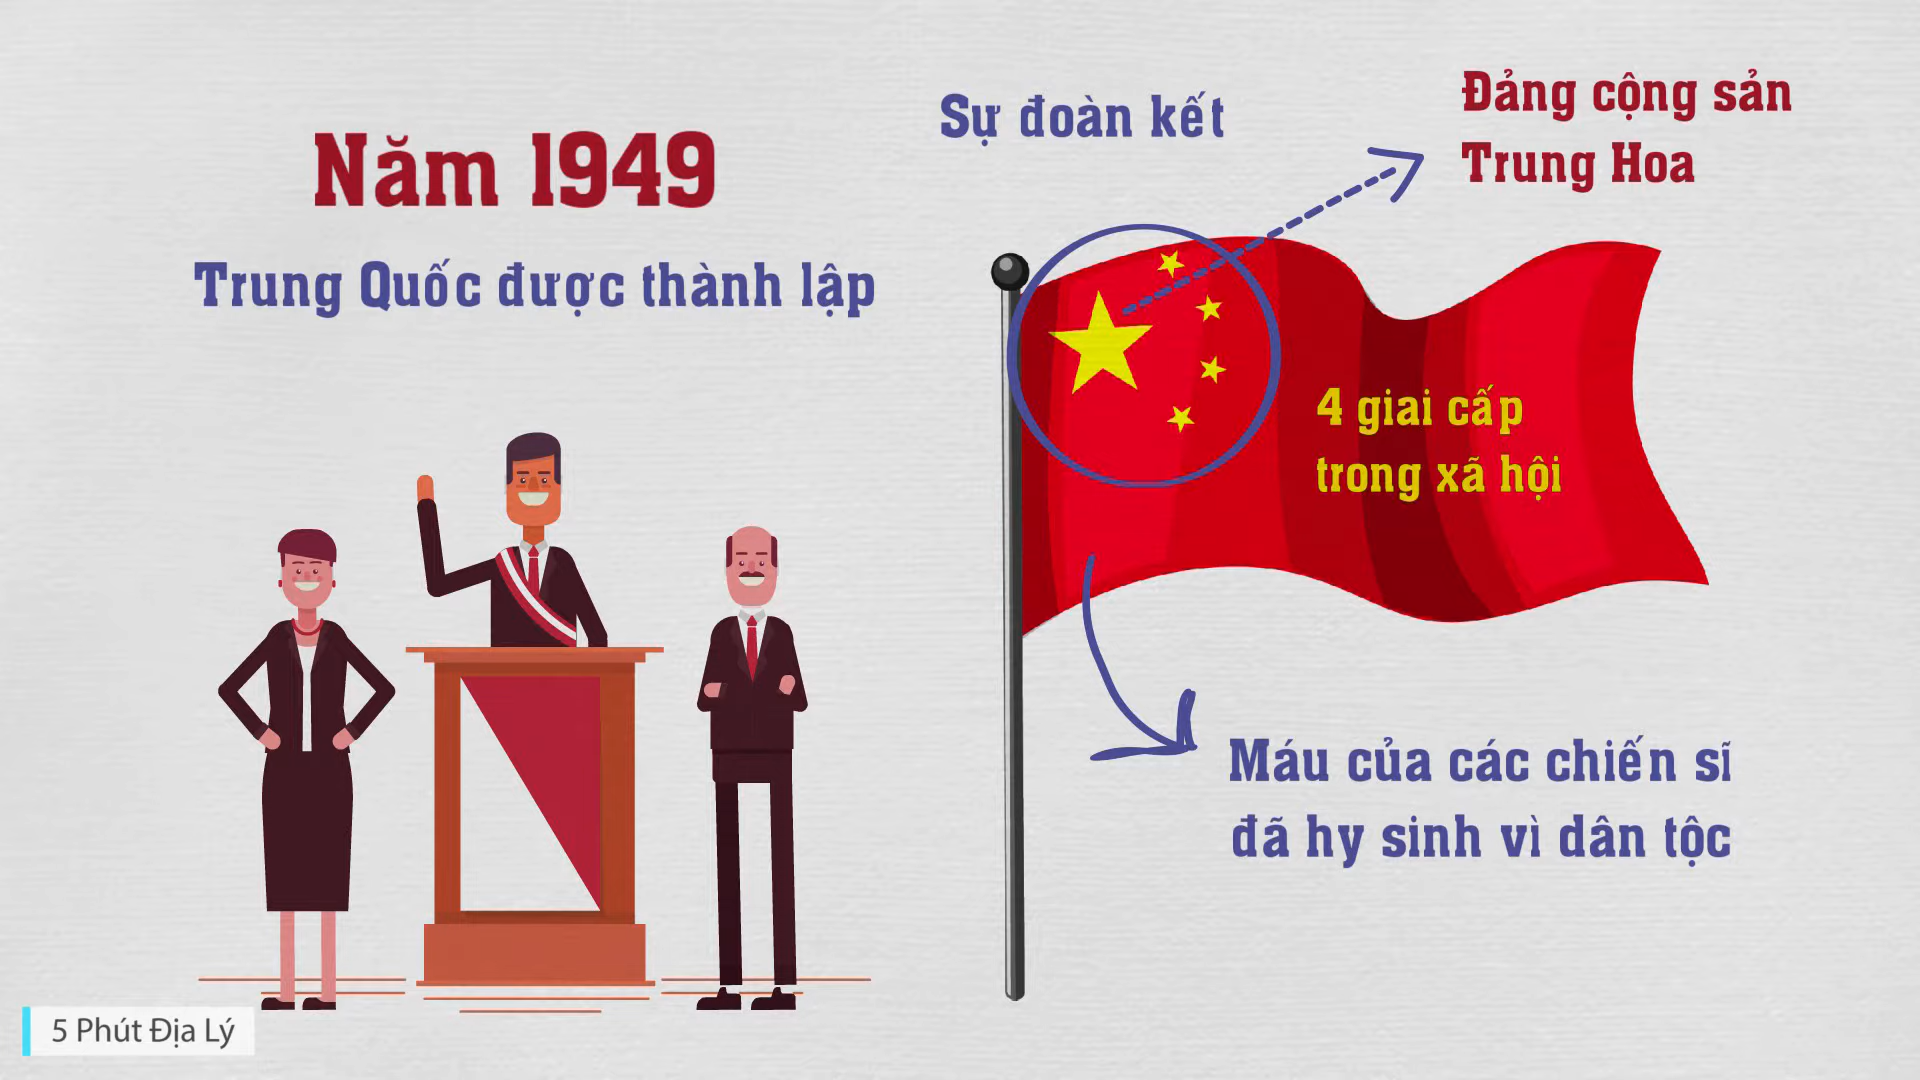 Năm 1949
Trung Quốc được thành lập
Sự đoàn kết
Đảng cộng sản
Trung Hoa
4 giai cấp
trong xã hội
Máu của các chiến sĩ
đã hy sinh vì dân tộc
5 Phút Địa Lý